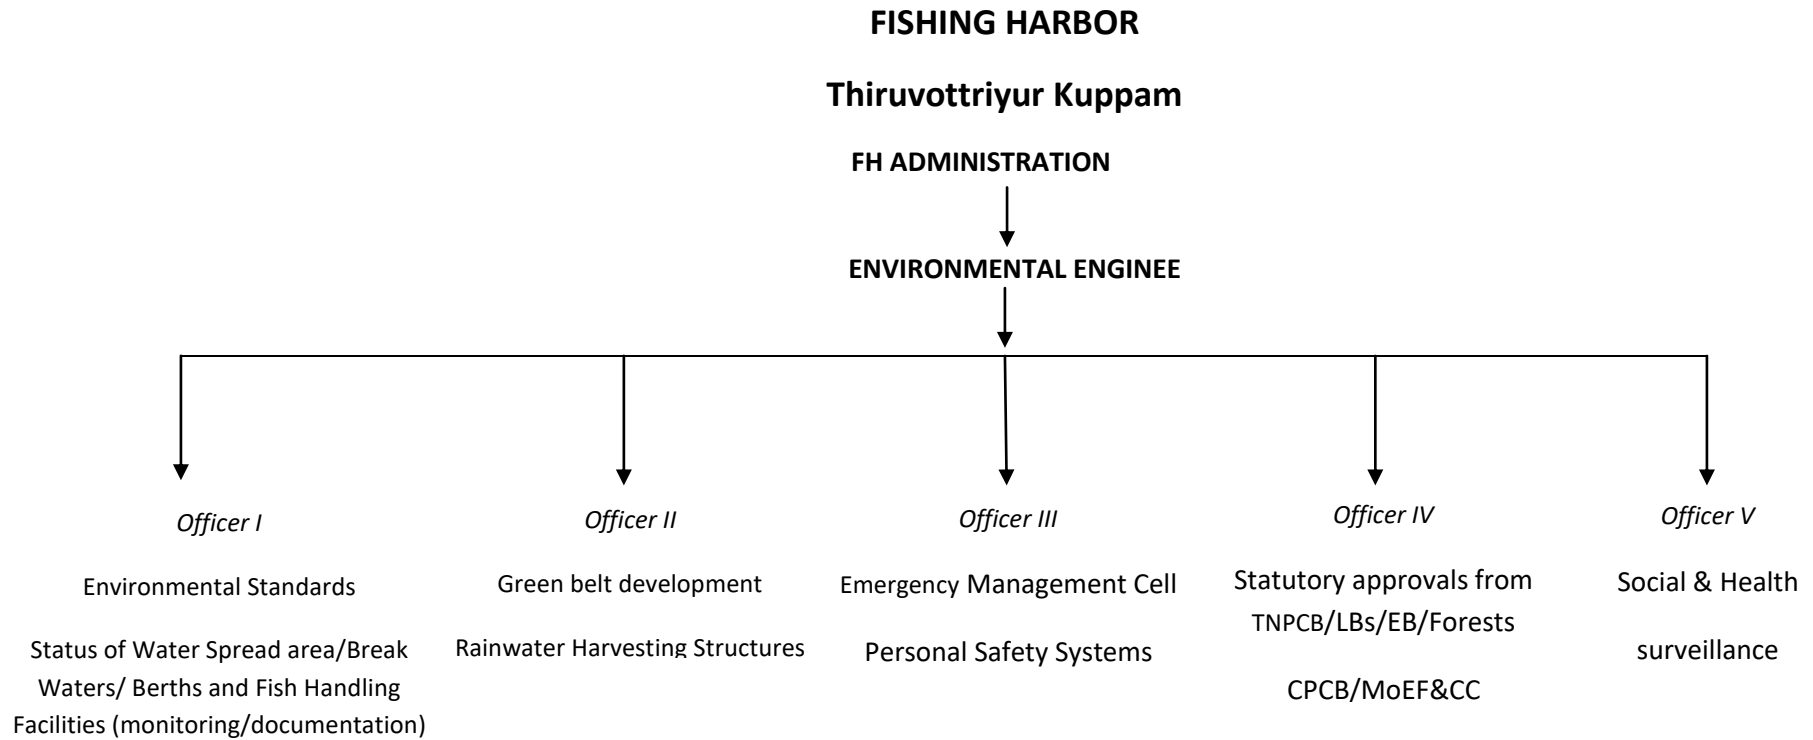 FISHING HARBOR
Thiruvottriyur Kuppam
FH ADMINISTRATION
ENVIRONMENTAL ENGINEE
Officer I
Environmental Standards
Status of Water Spread area/Break
Waters/ Berths and Fish Handling
Facilities (monitoring/documentation)
Officer II
Green belt development
Rainwater Harvesting Structures
Officer III
Emergency Management Cell
Personal Safety Systems
Officer IV
Statutory approvals from
TNPCB/LBs/EB/Forests
CPCB/MoEF&CC
Officer V
Social & Health
surveillance